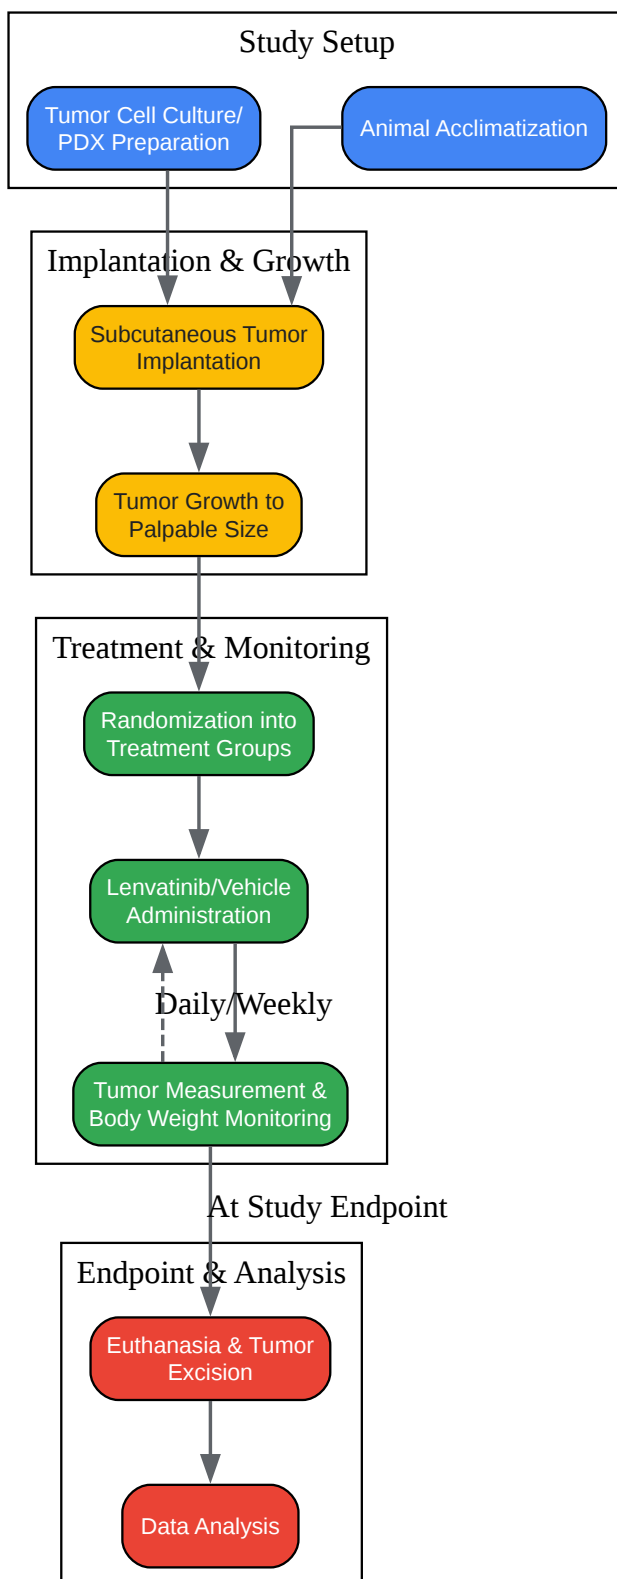 Study Setup
Tumor Cell Culture/
PDX Preparation
Animal Acclimatization
Implantation & Growth
Subcutaneous Tumor
Implantation
Tumor Growth to
Palpable Size
Treatment & Monitoring
Randomization into
Treatment Groups
Lenvatinib/Vehicle
Administration
Daily/Weekly
Tumor Measurement &
Body Weight Monitoring
At Study Endpoint
Endpoint & Analysis
Euthanasia & Tumor
Excision
Data Analysis